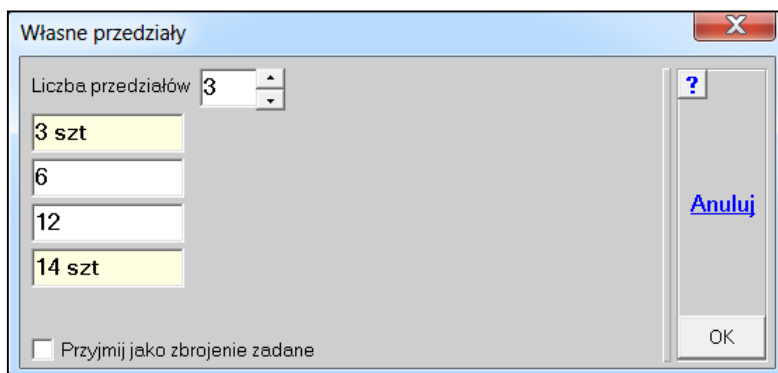 Własne przedziały
Liczba przedziałów 3
?
3 szt
6
12
Anuluj
14 szt
OK
Przyjmij jako zbrojenie zadane